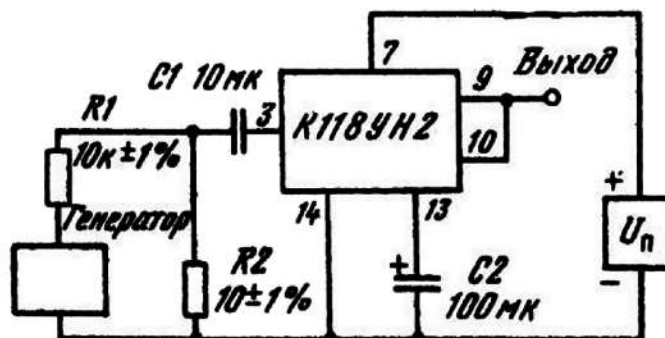 7
C1 10мк
9
Выход
R1
3
К118УН2
10
10к±1%
14
13
+
Генератор
Uп
R2
+
C2
−
10±1%
100мк